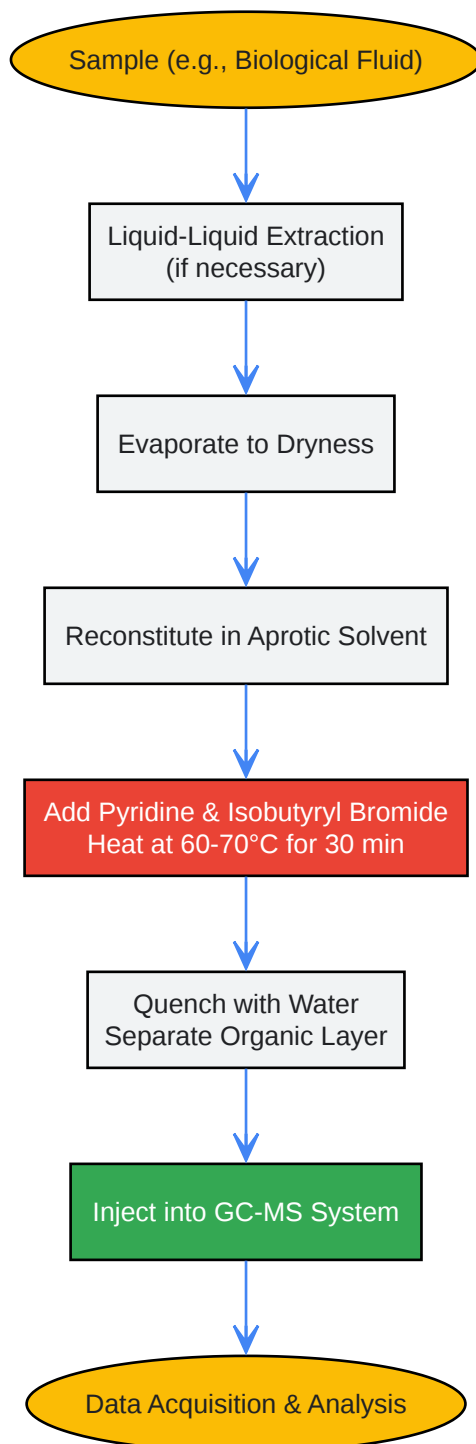 Sample (e.g., Biological Fluid)
Liquid-Liquid Extraction
(if necessary)
Evaporate to Dryness
Reconstitute in Aprotic Solvent
Add Pyridine & Isobutyryl Bromide
Heat at 60-70°C for 30 min
Quench with Water
Separate Organic Layer
Inject into GC-MS System
Data Acquisition & Analysis